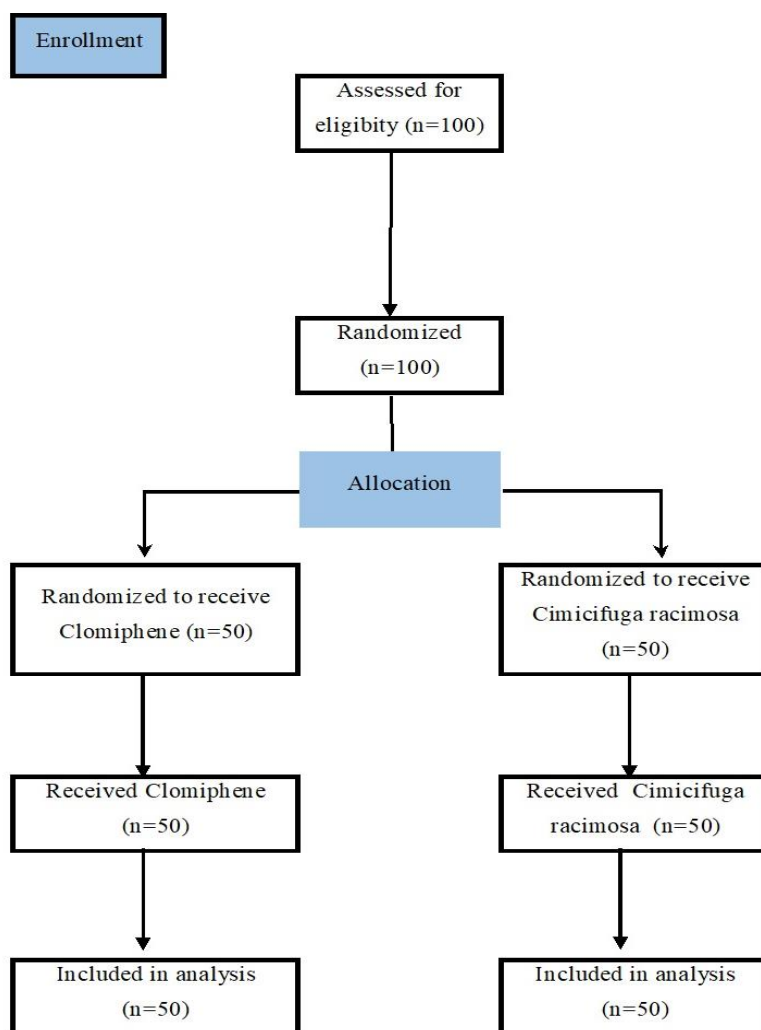 Enrollment
Assessed for
eligibity (n=100)
Randomized
(n=100)
Allocation
Randomized to receive
Clomiphene (n=50)
Randomized to receive
Cimicifuga racimosa
(n=50)
Received Clomiphene
(n=50)
Received Cimicifuga
racimosa (n=50)
Included in analysis
(n=50)
Included in analysis
(n=50)